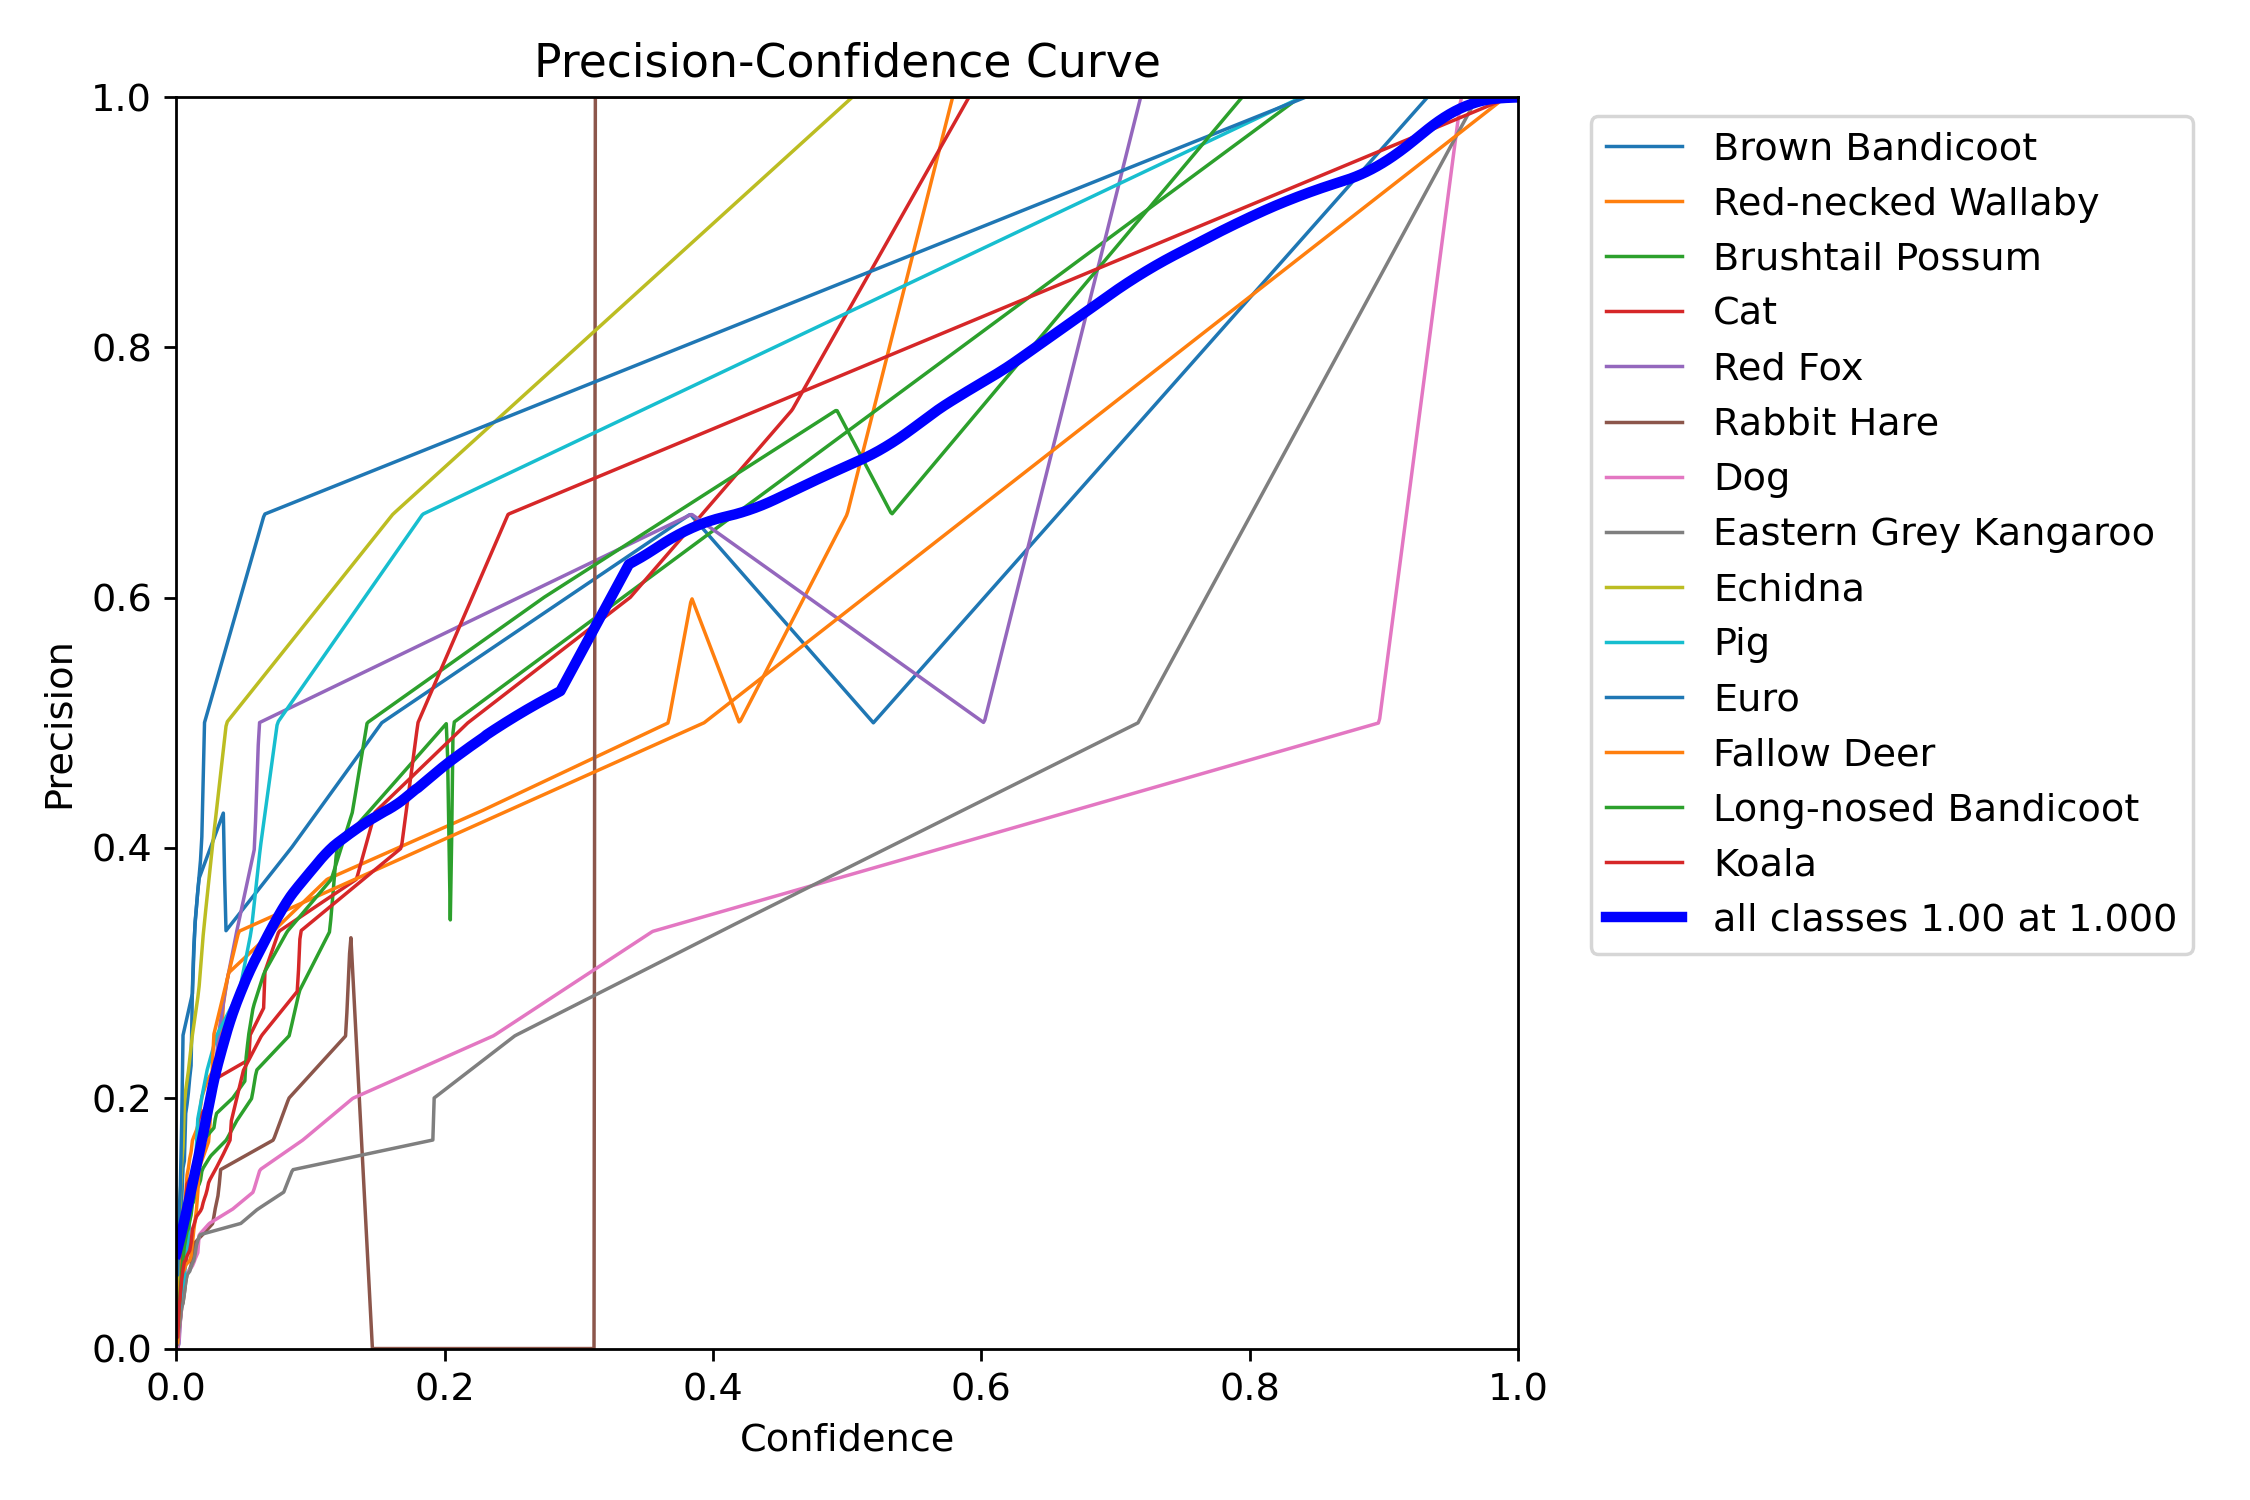 Precision-Confidence Curve
1.0
0.8
0.6
0.4
0.2
0.0
Precision
0.0 0.2 0.4 0.6 0.8 1.0
Confidence
Brown Bandicoot
Red-necked Wallaby
Brushtail Possum
Cat
Red Fox
Rabbit Hare
Dog
Eastern Grey Kangaroo
Echidna
Pig
Euro
Fallow Deer
Long-nosed Bandicoot
Koala
all classes 1.00 at 1.000